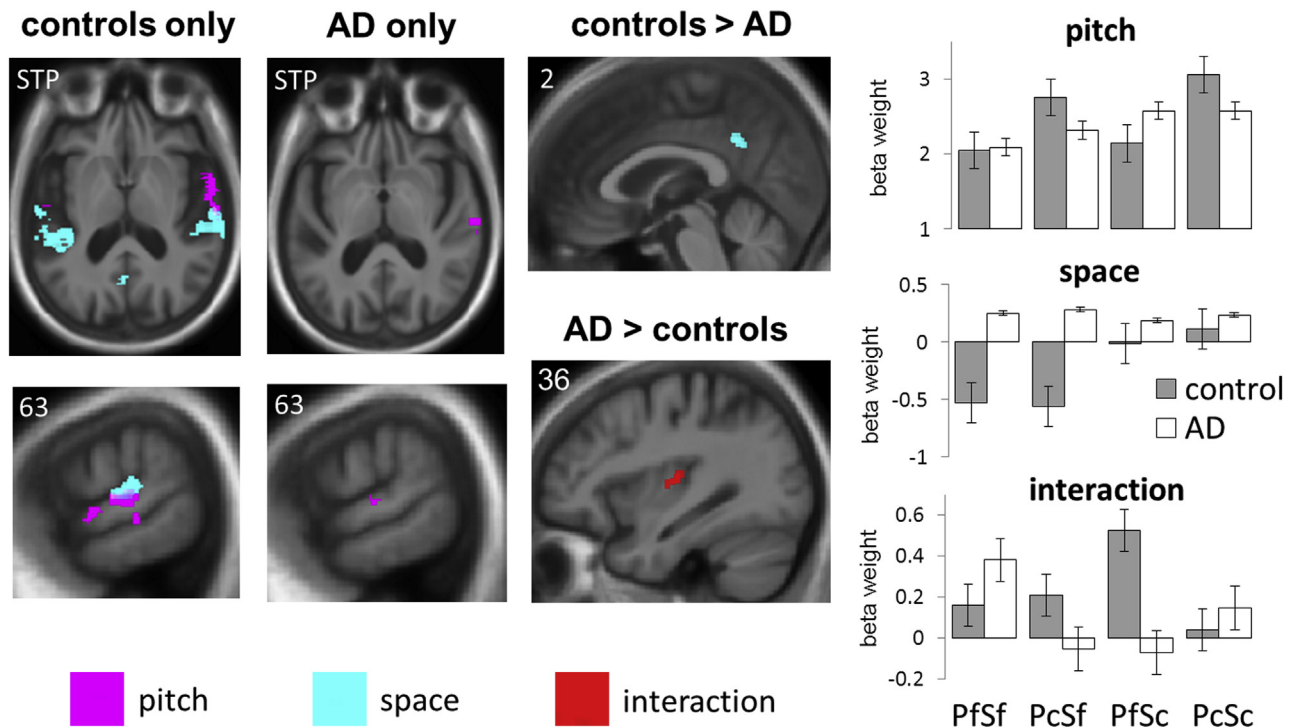 controls only
AD only
controls > AD
STP
STP
2
63
63
AD > controls
36
pitch
space
interaction
pitch
beta weight
3
2
1
space
beta weight
0.5
0
-0.5
-1
control
AD
interaction
beta weight
0.6
0.4
0.2
0
-0.2
PfSf PcSf PfSc PcSc